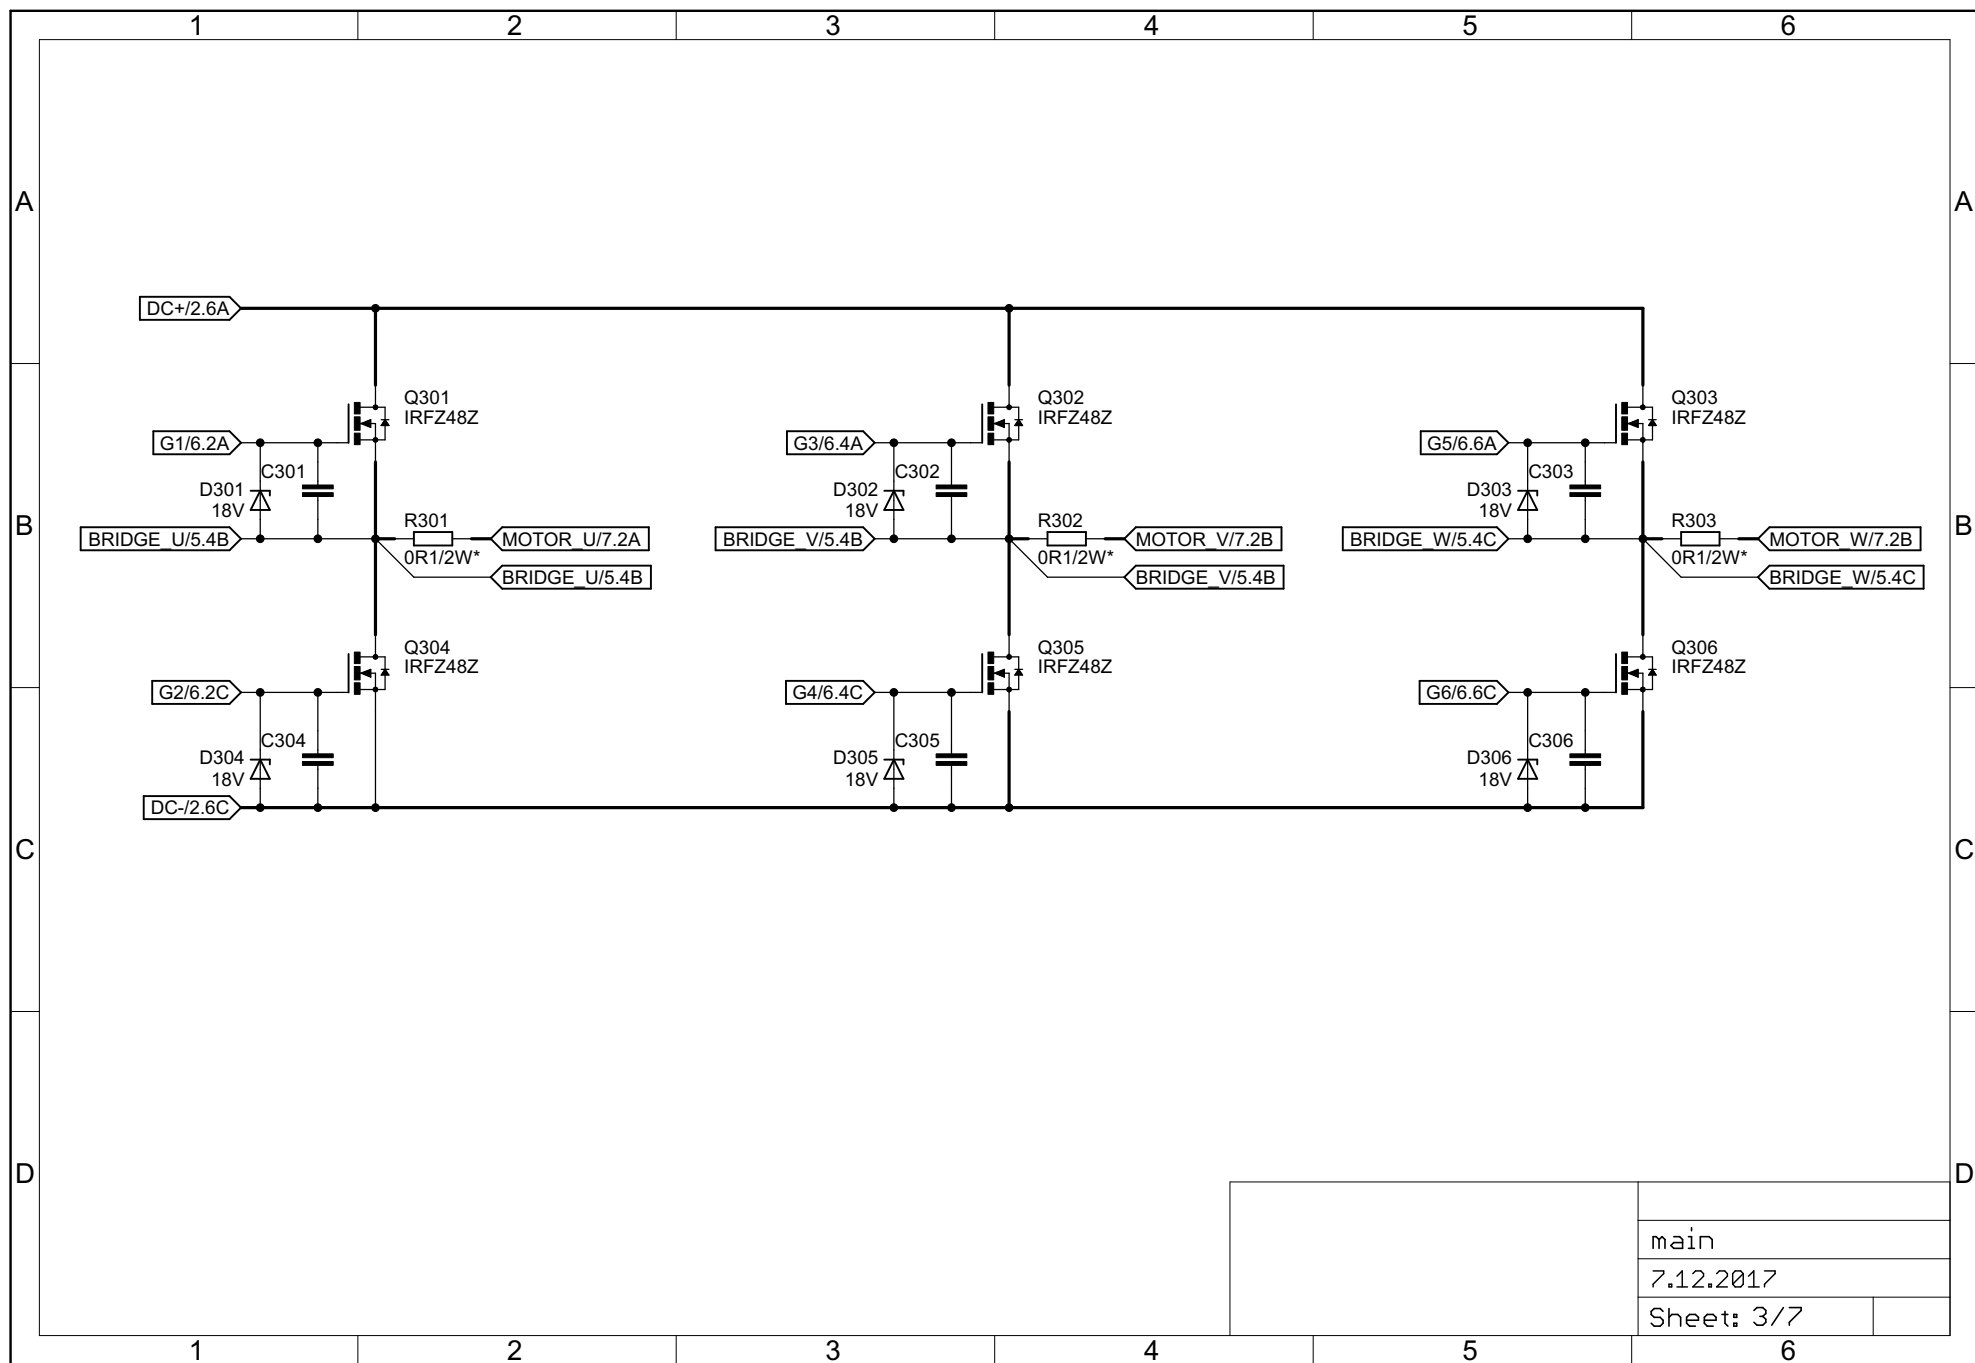 1 2 3 4 5 6
A A
DC+/2.6A
Q301 Q302 Q303
IRFZ48Z IRFZ48Z IRFZ48Z
G1/6.2A G3/6.4A G5/6.6A
C301 C302 C303
D301 D302 D303
18V 18V 18V
B R301 R302 R303 B
BRIDGE_U/5.4B MOTOR_U/7.2A BRIDGE_V/5.4B MOTOR_V/7.2B BRIDGE_W/5.4C MOTOR_W/7.2B
0R1/2W* 0R1/2W* 0R1/2W*
BRIDGE_U/5.4B BRIDGE_V/5.4B BRIDGE_W/5.4C
Q304 Q305 Q306
IRFZ48Z IRFZ48Z IRFZ48Z
G2/6.2C G4/6.4C G6/6.6C
C304 C305 C306
D304 D305 D306
18V 18V 18V
DC-/2.6C
C C
D D
main
7.12.2017
Sheet: 3/7
1 2 3 4 5 6